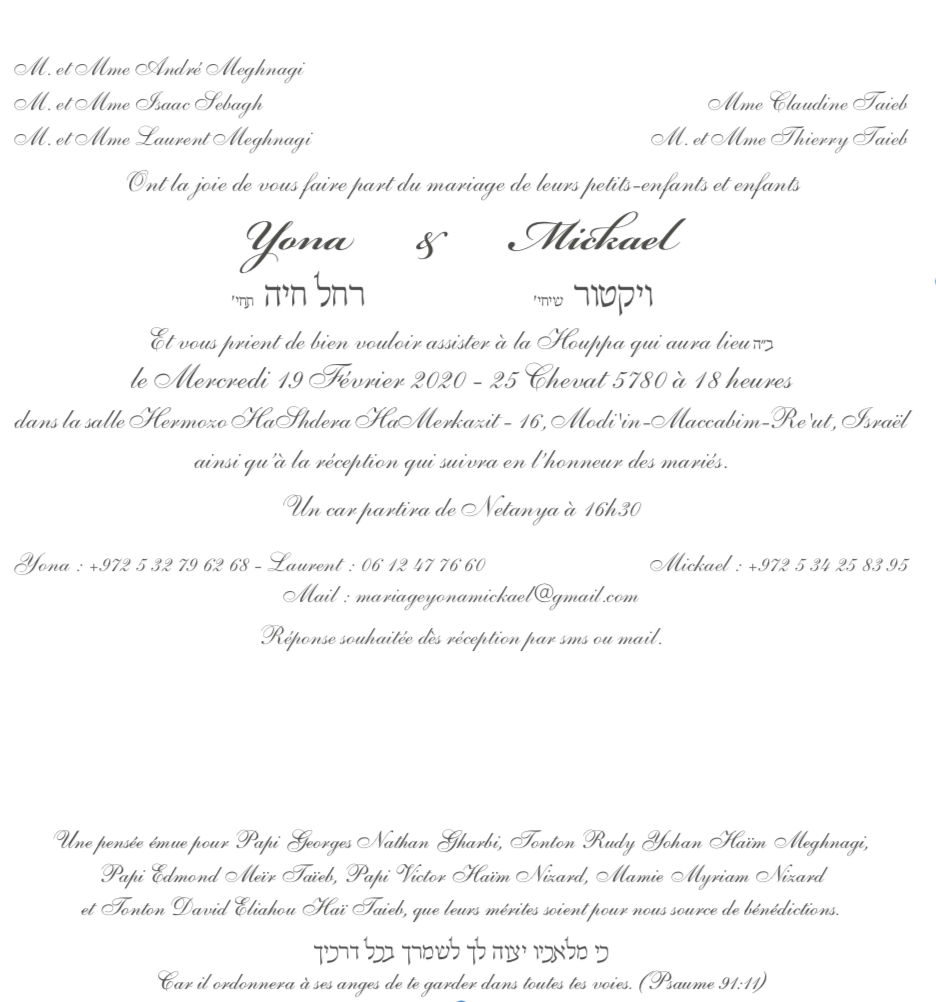 M. et Mme André Meghnagi
M. et Mme Isaac Sebagh Mme Claudine Taieb
M. et Mme Laurent Meghnagi M. et Mme Thierry Taieb
Ont la joie de vous faire part du mariage de leurs petits-enfants et enfants
Yona & Mickael
רחל חיה תחי' ויקטור שיחי'
Et vous prient de bien vouloir assister à la Houppa qui aura lieu ב"ה
le Mercredi 19 Février 2020 - 25 Chevat 5780 à 18 heures
dans la salle Hermozo HaShdera HaMerkazit - 16, Modi'in-Maccabim-Re'ut, Israël
ainsi qu'à la réception qui suivra en l'honneur des mariés.
Un car partira de Netanya à 16h30
Yona : +972 5 32 79 62 68 - Laurent : 06 12 47 76 60 Mickael : +972 5 34 25 83 95
Mail : mariageyonamickael@gmail.com
Réponse souhaitée dès réception par sms ou mail.
Une pensée émue pour Papi Georges Nathan Gharbi, Tonton Rudy Yohan Haïm Meghnagi,
Papi Edmond Meïr Taïeb, Papi Victor Haïm Nizard, Mamie Myriam Nizard
et Tonton David Eliahou Haï Taieb, que leurs mérites soient pour nous source de bénédictions.
כי מלאכיו יצוה לך לשמרך בכל דרכיך
Car il ordonnera à ses anges de te garder dans toutes tes voies. (Psaume 91:11)